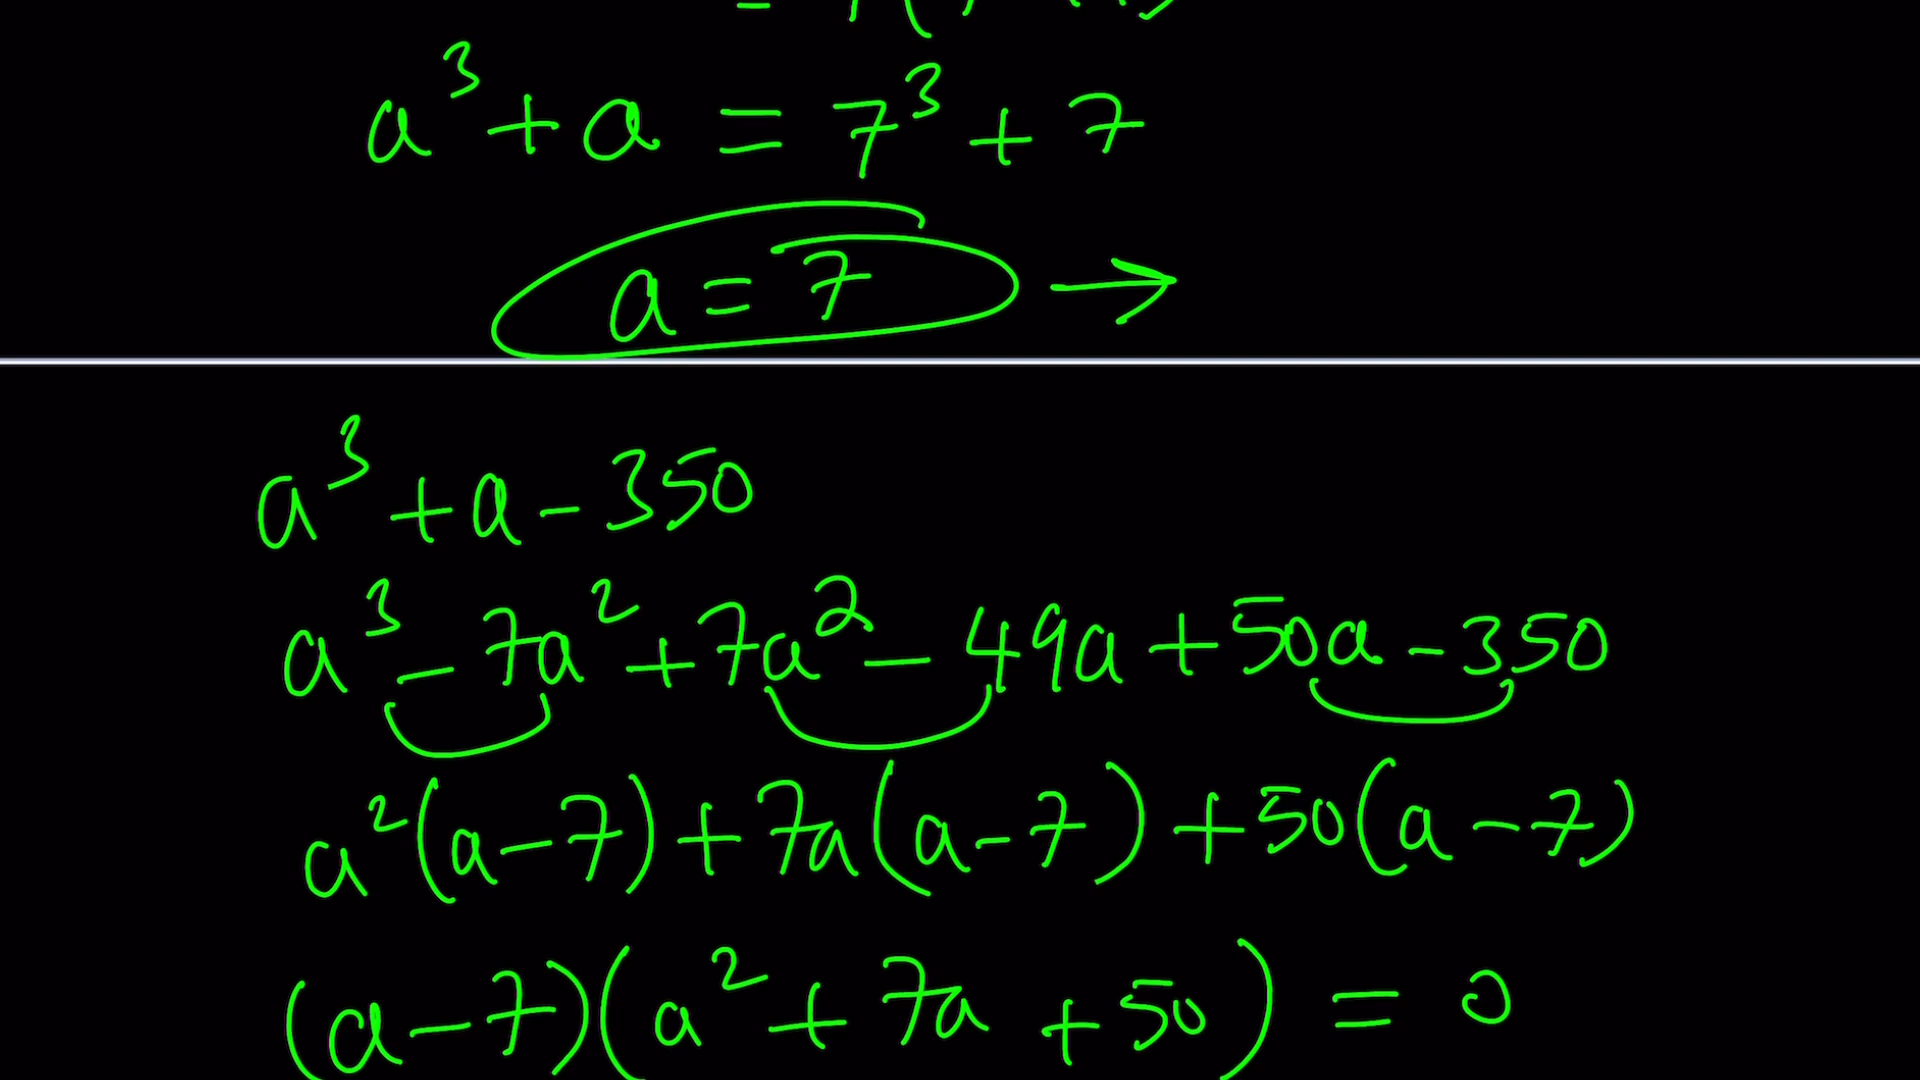 a³ + a = 7³ + 7
a = 7 →
a³ + a - 350
a³ - 7a² + 7a² - 49a + 50a - 350
a²(a - 7) + 7a(a - 7) + 50(a - 7)
(a - 7)(a² + 7a + 50) = 0